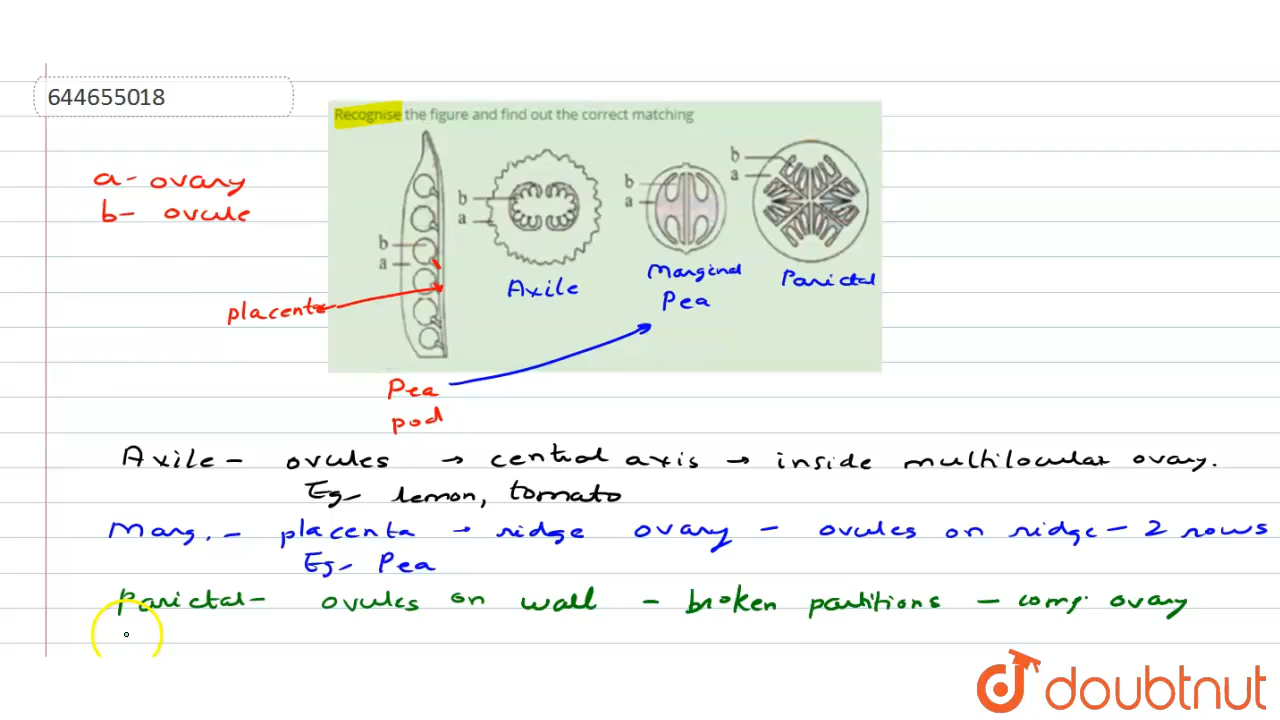 644655018
Recognise the figure and find out the correct matching
a- ovary
b- ovule
b
a
b
a
b
a
b
a
placenta
Axile
Marginal
Pea
Parietal
Pea
pod
Axile - ovules → central axis → inside multilocular ovary.
Eg- lemon, tomato
Marg. - placenta → ridge ovary - ovules on ridge - 2 rows
Eg- Pea
Parietal - ovules on wall - broken partitions - comp. ovary
doubtnut